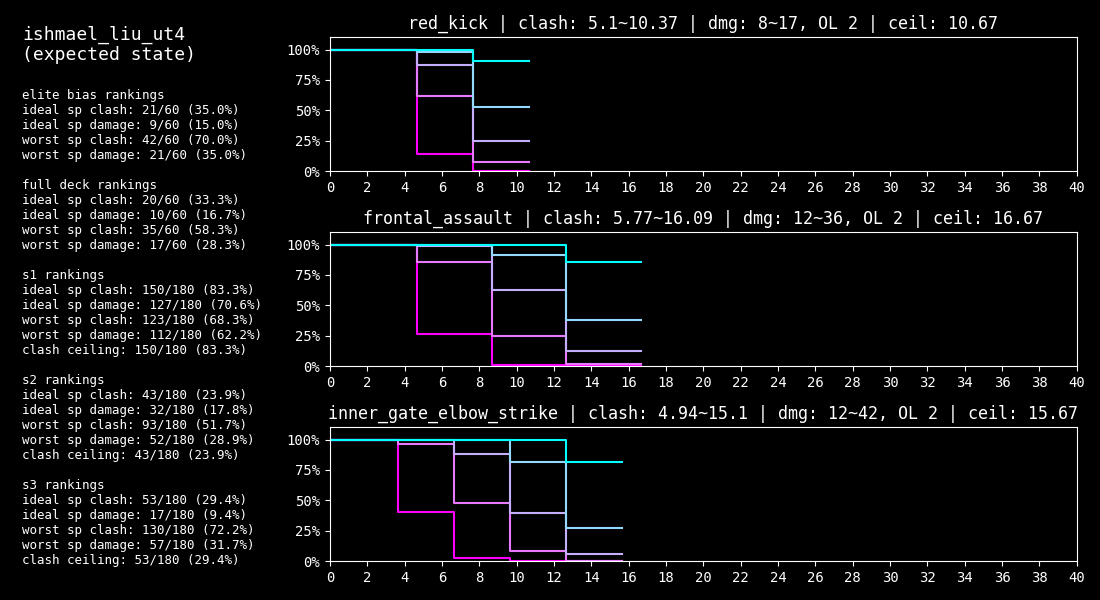 ishmael_liu_ut4
(expected state)
elite bias rankings
ideal sp clash: 21/60 (35.0%)
ideal sp damage: 9/60 (15.0%)
worst sp clash: 42/60 (70.0%)
worst sp damage: 21/60 (35.0%)
full deck rankings
ideal sp clash: 20/60 (33.3%)
ideal sp damage: 10/60 (16.7%)
worst sp clash: 35/60 (58.3%)
worst sp damage: 17/60 (28.3%)
s1 rankings
ideal sp clash: 150/180 (83.3%)
ideal sp damage: 127/180 (70.6%)
worst sp clash: 123/180 (68.3%)
worst sp damage: 112/180 (62.2%)
clash ceiling: 150/180 (83.3%)
s2 rankings
ideal sp clash: 43/180 (23.9%)
ideal sp damage: 32/180 (17.8%)
worst sp clash: 93/180 (51.7%)
worst sp damage: 52/180 (28.9%)
clash ceiling: 43/180 (23.9%)
s3 rankings
ideal sp clash: 53/180 (29.4%)
ideal sp damage: 17/180 (9.4%)
worst sp clash: 130/180 (72.2%)
worst sp damage: 57/180 (31.7%)
clash ceiling: 53/180 (29.4%)
red_kick | clash: 5.1~10.37 | dmg: 8~17, OL 2 | ceil: 10.67
100%
75%
50%
25%
0%
0 2 4 6 8 10 12 14 16 18 20 22 24 26 28 30 32 34 36 38 40
frontal_assault | clash: 5.77~16.09 | dmg: 12~36, OL 2 | ceil: 16.67
100%
75%
50%
25%
0%
0 2 4 6 8 10 12 14 16 18 20 22 24 26 28 30 32 34 36 38 40
inner_gate_elbow_strike | clash: 4.94~15.1 | dmg: 12~42, OL 2 | ceil: 15.67
100%
75%
50%
25%
0%
0 2 4 6 8 10 12 14 16 18 20 22 24 26 28 30 32 34 36 38 40